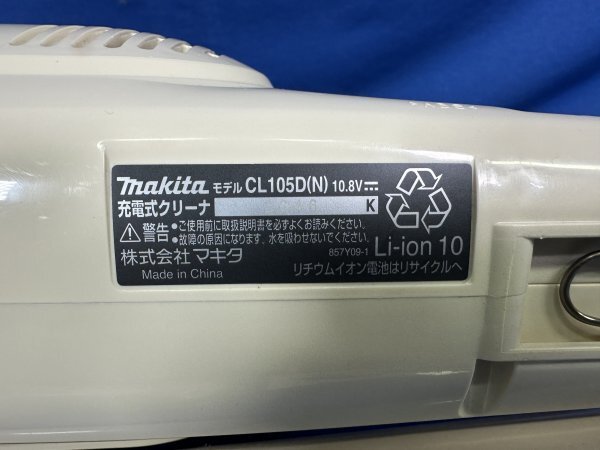 makita モデル CL105D(N) 10.8V
充電式クリーナ K
警告 ●ご使用前に取扱説明書を必ずよくお読みください。
●故障の原因になります。水を吸わせないでください。
857Y09-1
Li-ion 10
株式会社マキタ
Made in China
リチウムイオン電池はリサイクルへ